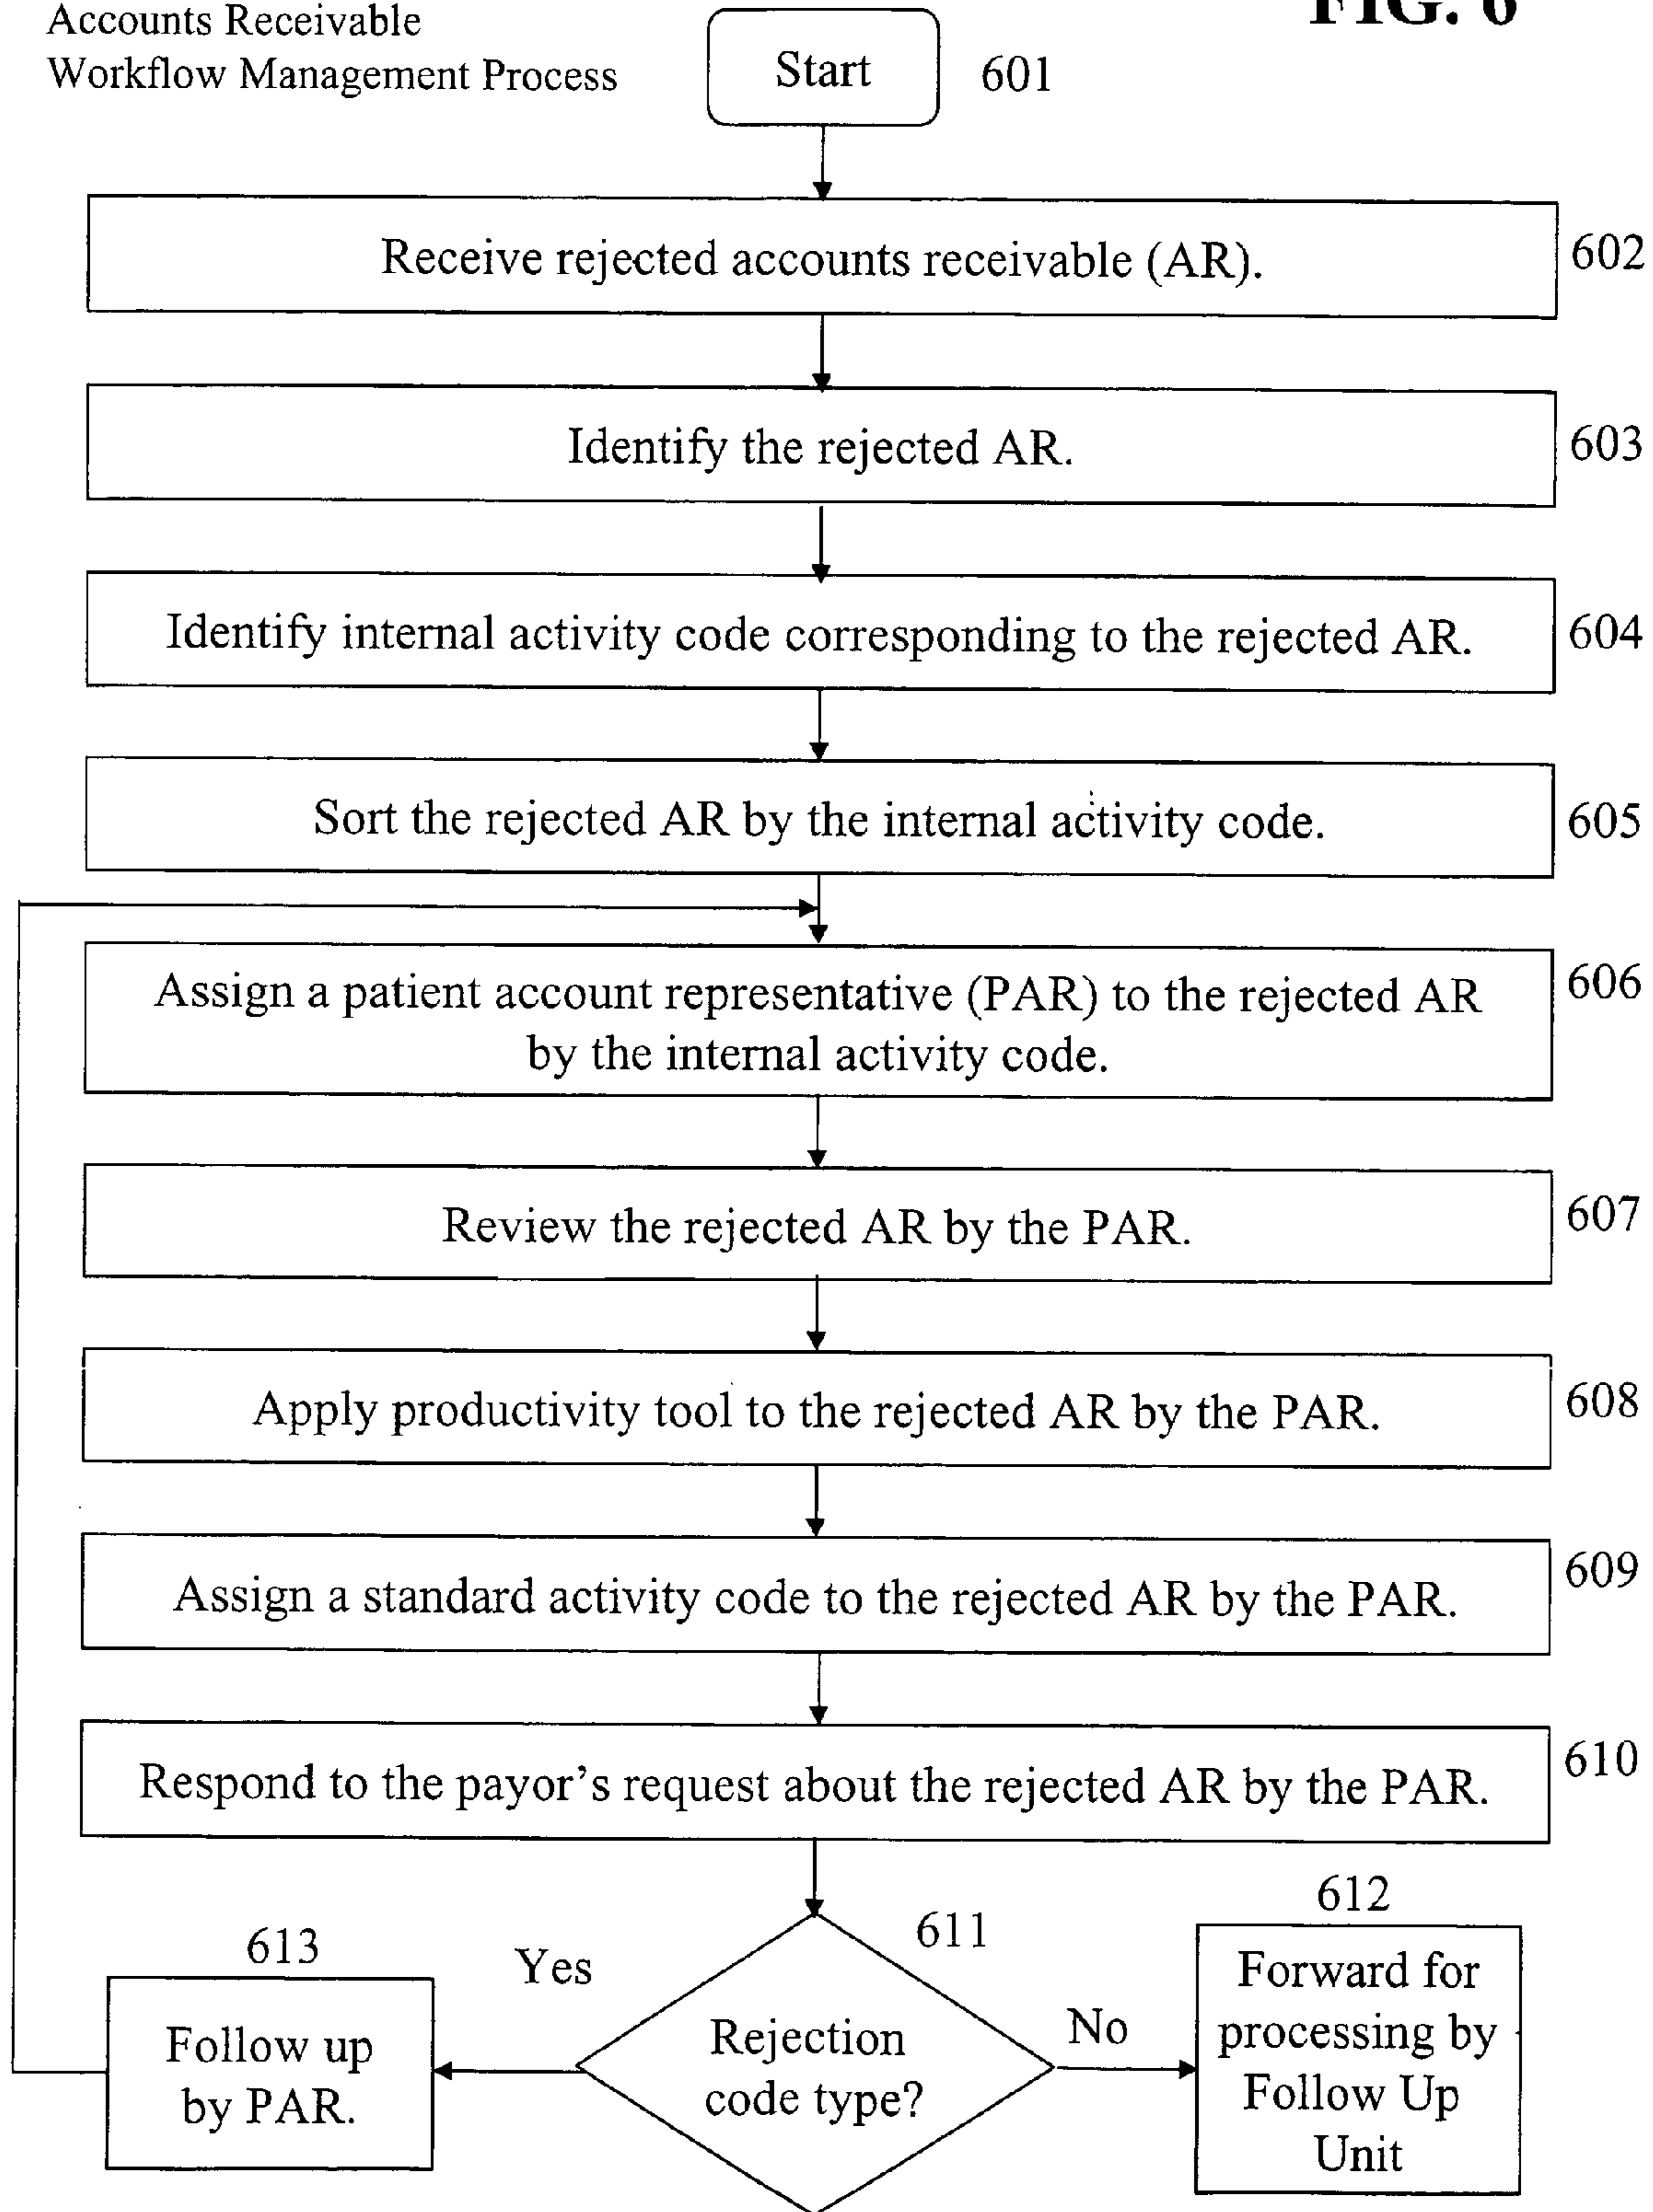 Accounts Receivable
Workflow Management Process
FIG. 6
Start
601
Receive rejected accounts receivable (AR).
602
Identify the rejected AR.
603
Identify internal activity code corresponding to the rejected AR.
604
Sort the rejected AR by the internal activity code.
605
Assign a patient account representative (PAR) to the rejected AR
by the internal activity code.
606
Review the rejected AR by the PAR.
607
Apply productivity tool to the rejected AR by the PAR.
608
Assign a standard activity code to the rejected AR by the PAR.
609
Respond to the payor's request about the rejected AR by the PAR.
610
611
Rejection
code type?
Yes
No
612
Forward for
processing by
Follow Up
Unit
613
Follow up
by PAR.